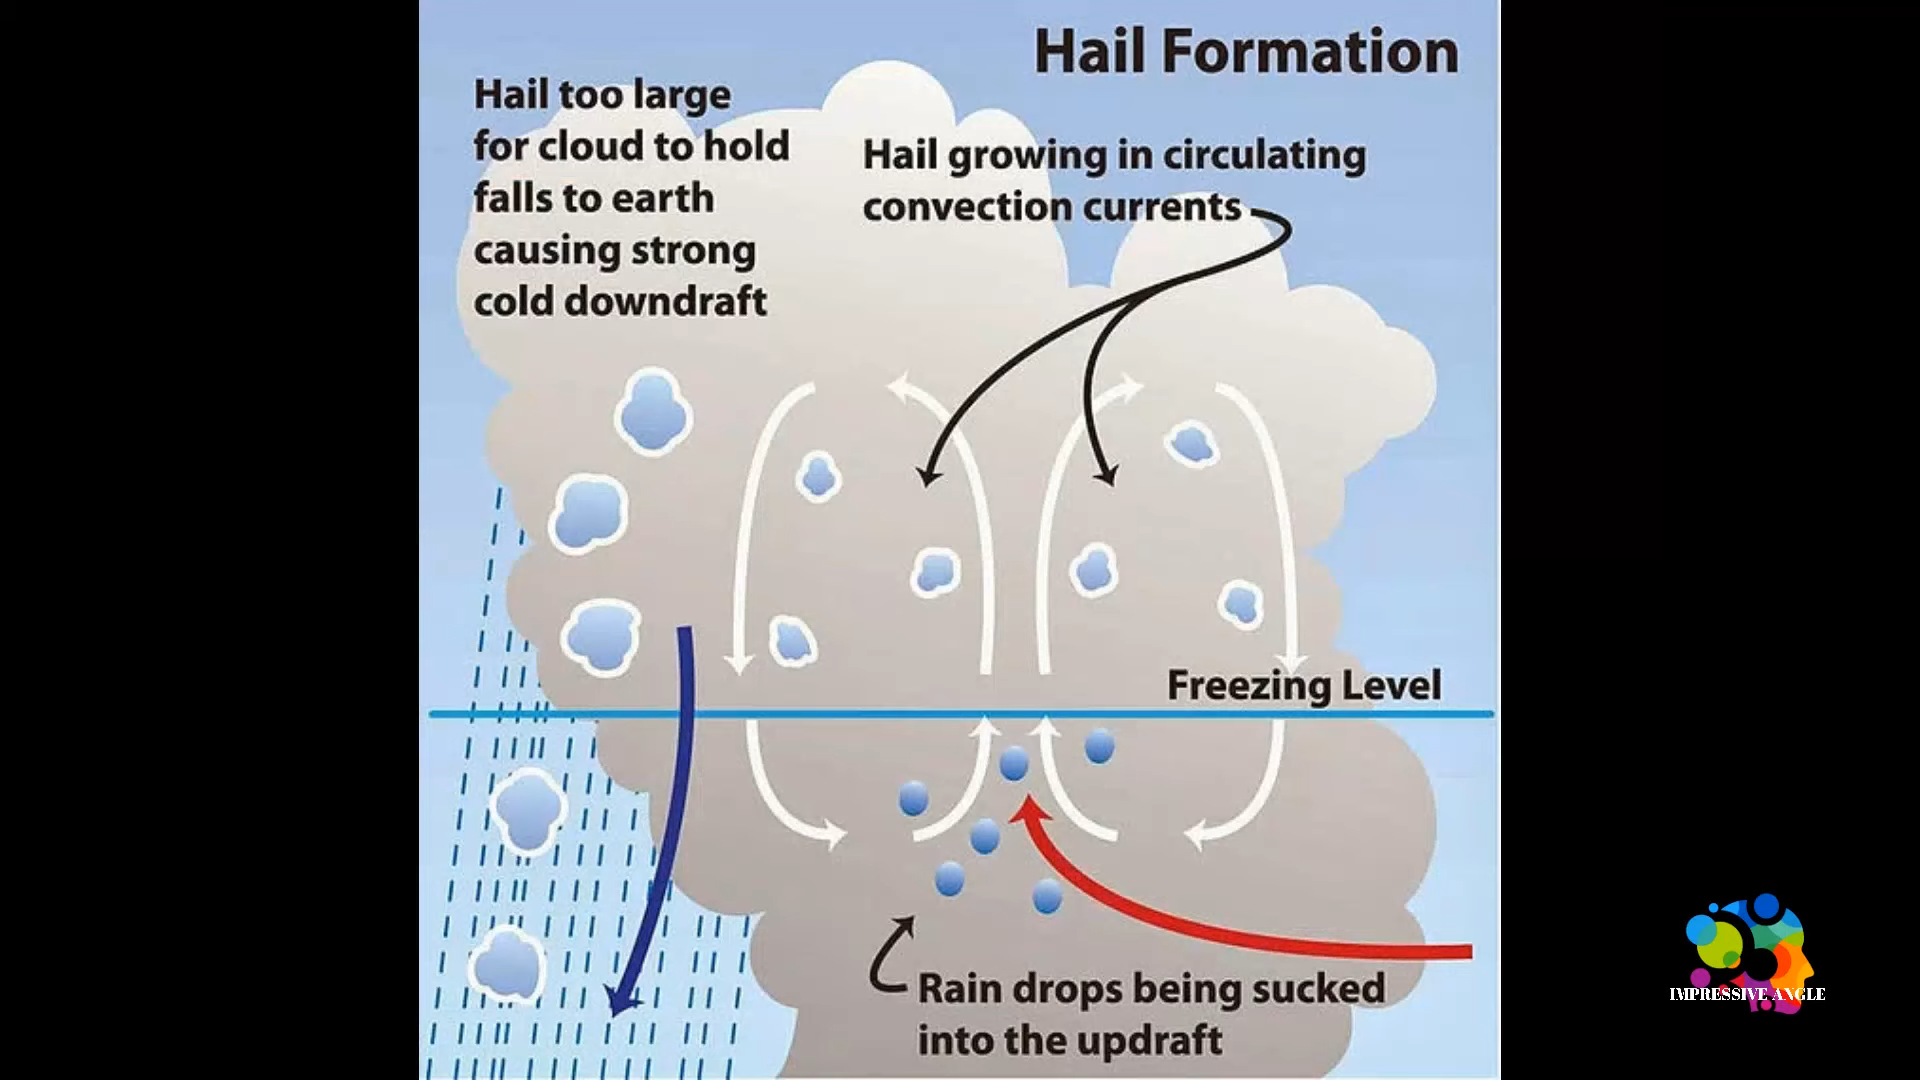 Hail Formation
Hail too large
for cloud to hold
falls to earth
causing strong
cold downdraft
Hail growing in circulating
convection currents
Freezing Level
Rain drops being sucked
into the updraft
IMPRESSIVE ANGLE